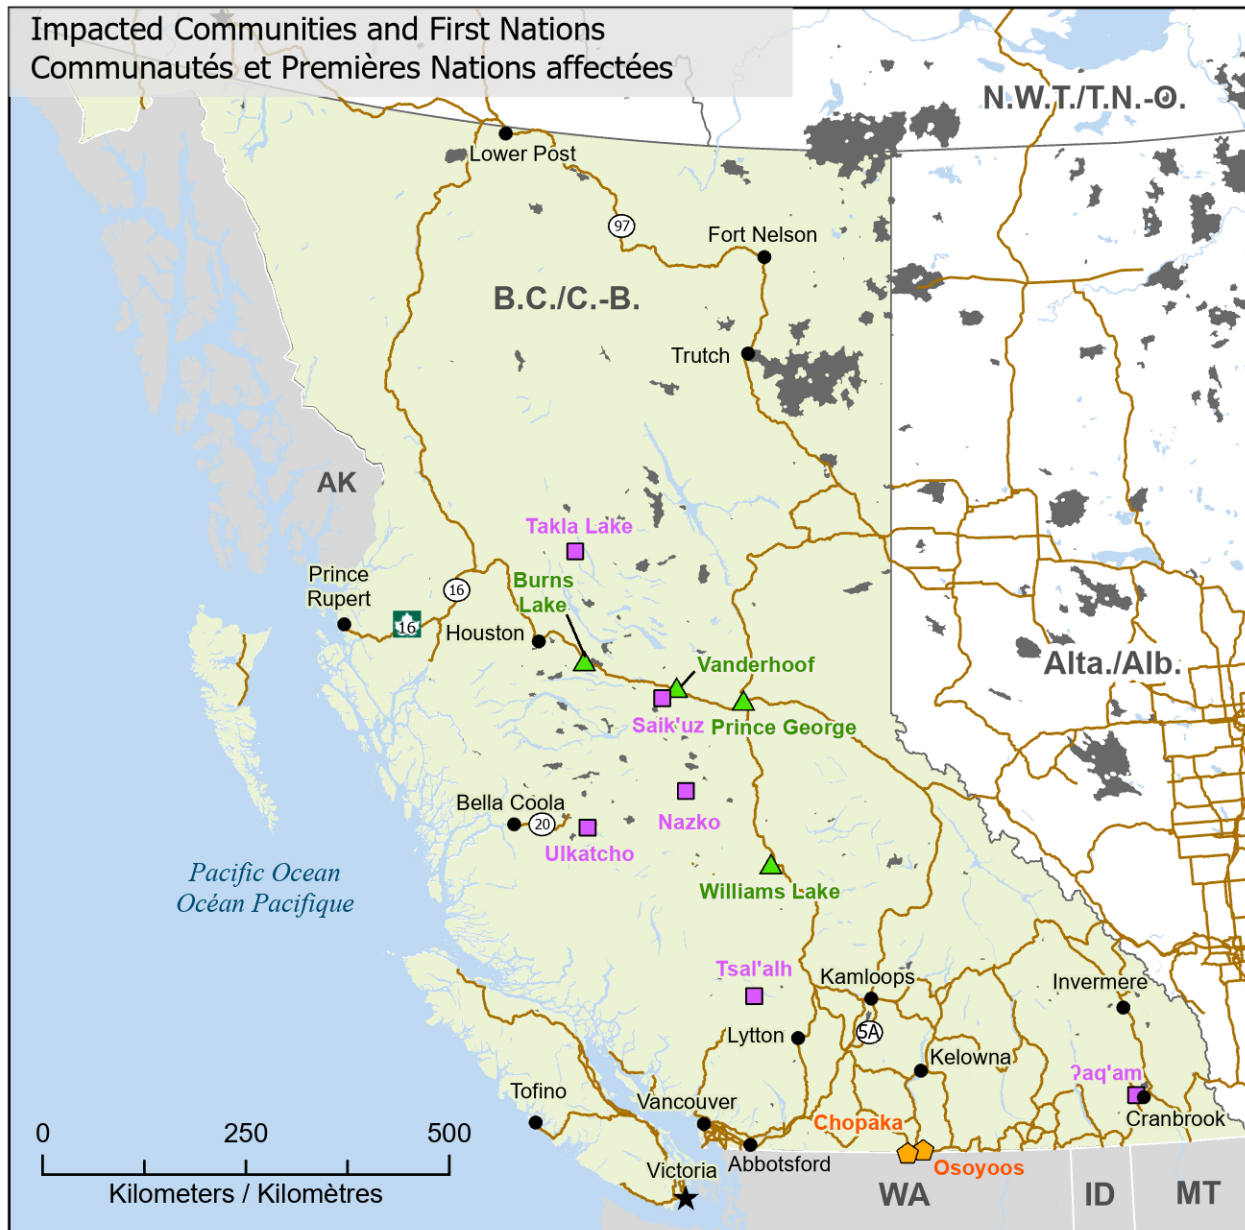 Impacted Communities and First Nations
Communautés et Premières Nations affectées
N.W.T./T.N.-O.
Lower Post
97
Fort Nelson
B.C./C.-B.
Trutch
AK
Takla Lake
Burns
Lake
Prince
Rupert
16
16
Houston
Vanderhoof
Alta./Alb.
Saik'uz
Prince George
Bella Coola
20
Nazko
Ulkatcho
Pacific Ocean
Océan Pacifique
Williams Lake
Tsal'alh
Kamloops
Invermere
Lytton
5A
Kelowna
ʔaq'am
Tofino
Vancouver
Chopaka
Cranbrook
0 250 500
Abbotsford
Osoyoos
Victoria
Kilometers / Kilomètres
WA
ID
MT